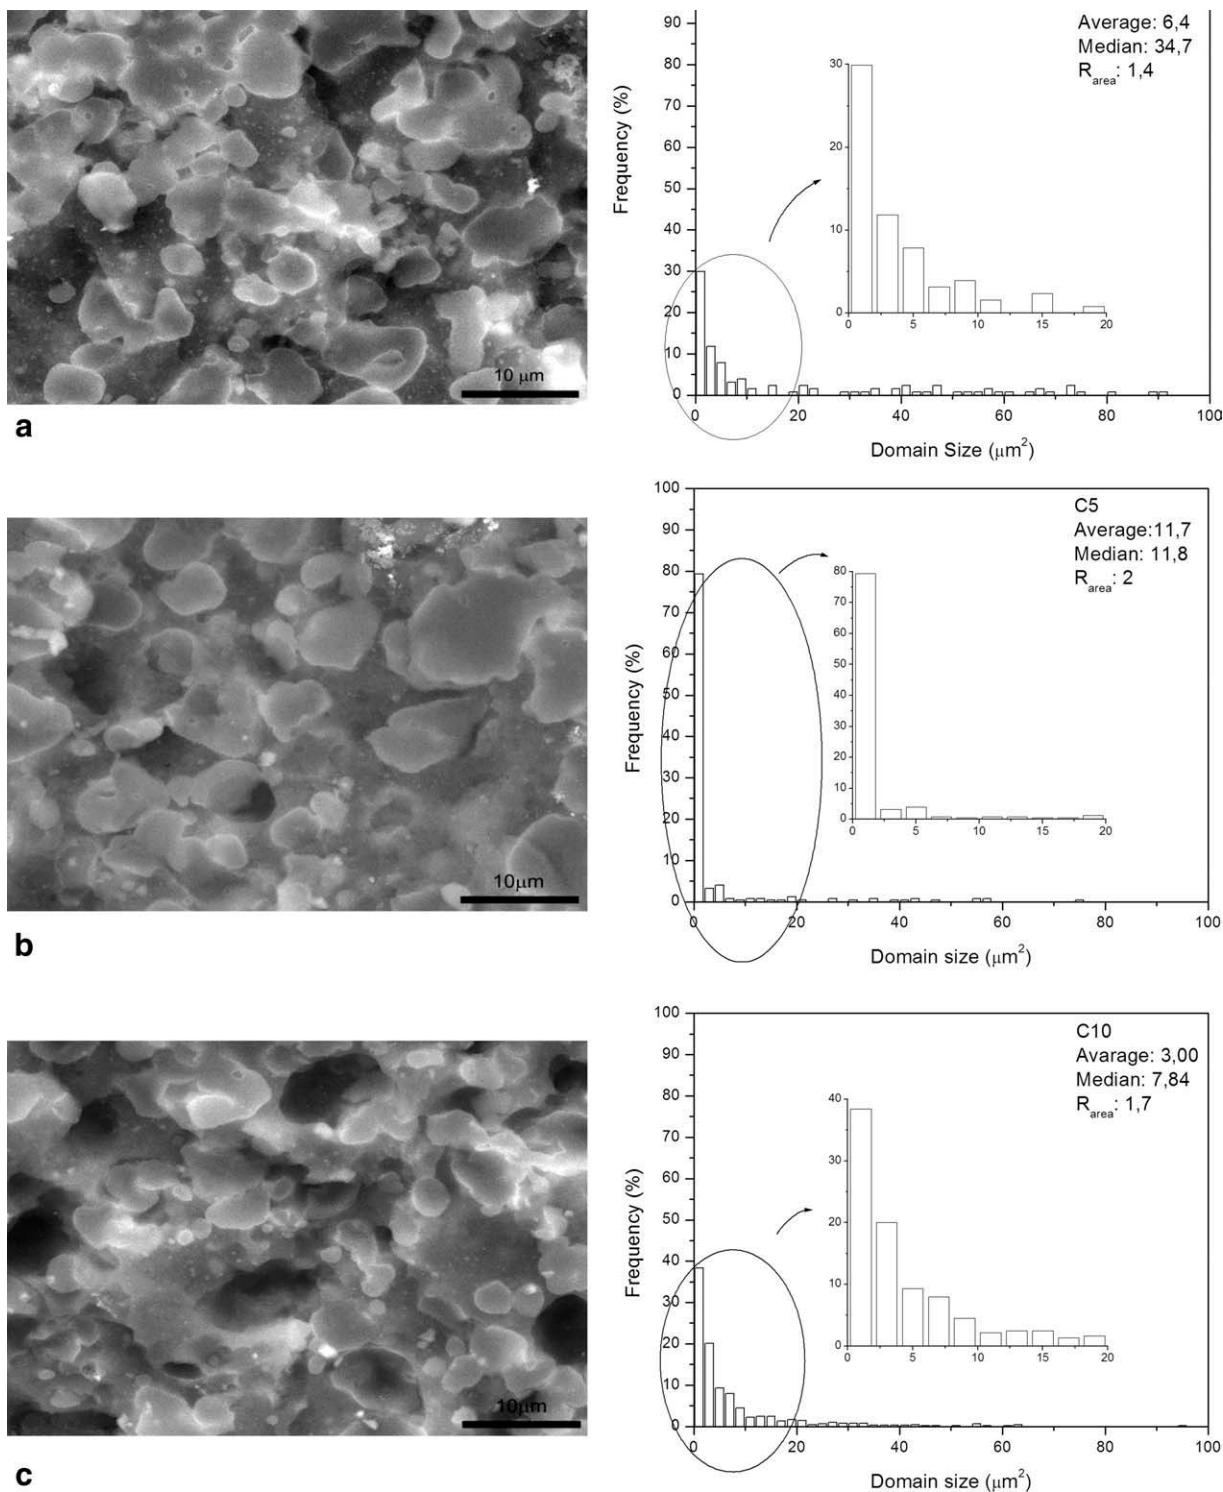 Average: 6,4
Median: 34,7
R_area: 1,4
90
80
70
60
50
40
30
20
10
0
Frequency (%)
30
20
10
0
0 5 10 15 20
0 20 40 60 80 100
Domain Size (μm²)
10 μm
a
C5
Average:11,7
Median: 11,8
R_area: 2
100
90
80
70
60
50
40
30
20
10
0
Frequency (%)
80
70
60
50
40
30
20
10
0
0 5 10 15 20
0 20 40 60 80 100
Domain size (μm²)
10μm
b
C10
Avarage: 3,00
Median: 7,84
R_area: 1,7
100
90
80
70
60
50
40
30
20
10
0
Frequency (%)
40
30
20
10
0
0 5 10 15 20
0 20 40 60 80 100
Domain size (μm²)
10μm
c